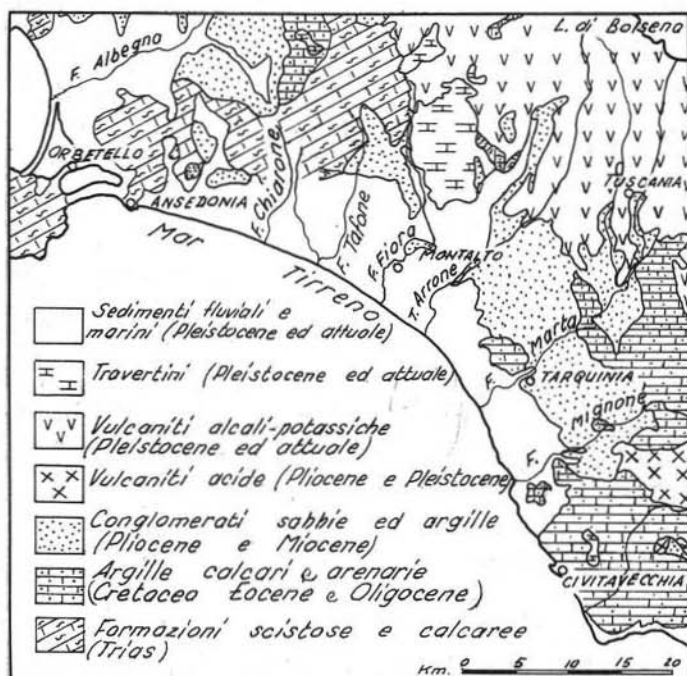 L. di Bolsena
F. Albegna
ORBETELLO
ANSEDONIA
F. Chiarone
F. Tafone
F. Fiora
MONTALTO
T. Arrone
TUSCANIA
Mar Tirreno
F. Marta
TARQUINIA
F. Mignone
CIVITAVECCHIA
Sedimenti fluviali e
marini (Pleistocene ed attuale)
Travertini (Pleistocene ed attuale)
Vulcaniti alcali-potassiche
(Pleistocene ed attuale)
Vulcaniti acide (Pliocene e Pleistocene)
Conglomerati sabbie ed argille
(Pliocene e Miocene)
Argille calcari e arenarie
(Cretaceo Eocene e Oligocene)
Formazioni scistose e calcaree
(Trias)
Km. 0 5 10 15 20